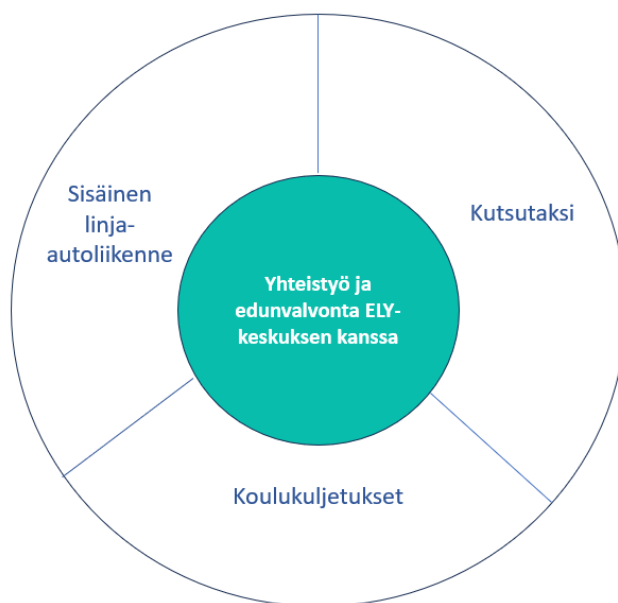 Sisäinen
linja-
autoliikenne
Kutsutaksi
Yhteistyö ja
edunvalvonta ELY-
keskuksen kanssa
Koulukuljetukset